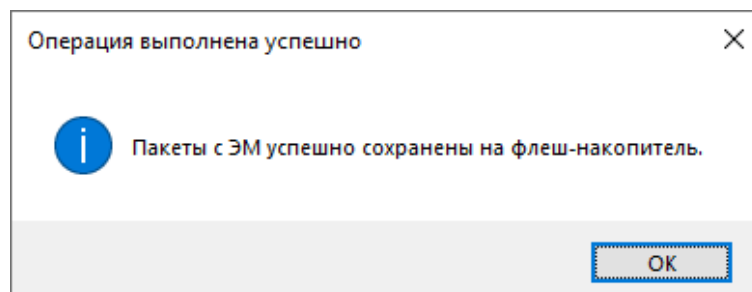 Операция выполнена успешно
Пакеты с ЭМ успешно сохранены на флеш-накопитель.
OK